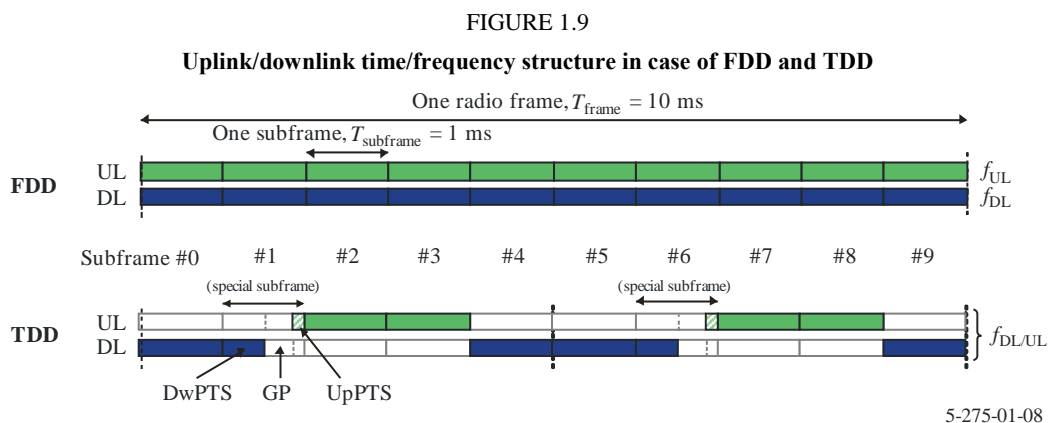 FIGURE 1.9
Uplink/downlink time/frequency structure in case of FDD and TDD
One radio frame, T_frame = 10 ms
One subframe, T_subframe = 1 ms
FDD
UL
f_UL
DL
f_DL
Subframe #0 #1 #2 #3 #4 #5 #6 #7 #8 #9
(special subframe) (special subframe)
TDD
UL
DL
f_DL/UL
DwPTS GP UpPTS
5-275-01-08